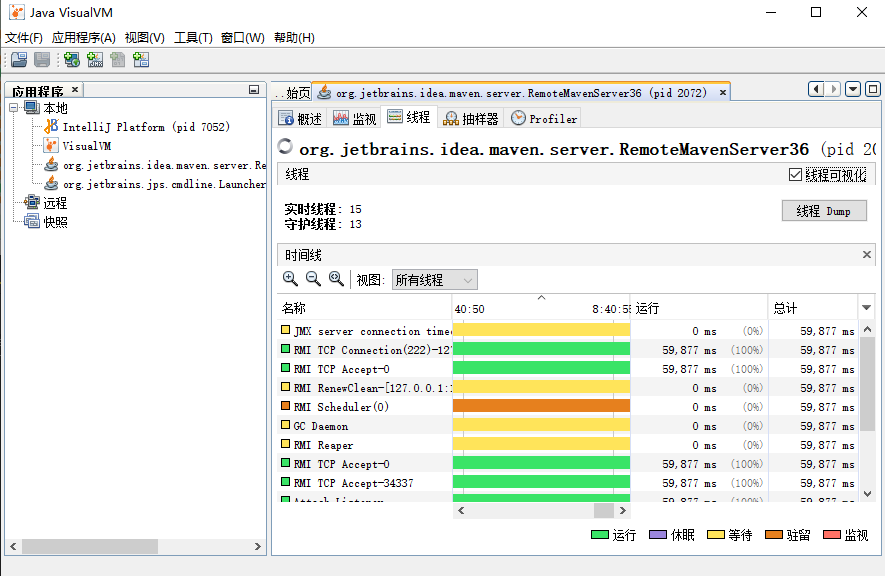 Java VisualVM
文件(F) 应用程序(A) 视图(V) 工具(T) 窗口(W) 帮助(H)
应用程序
本地
IntelliJ Platform (pid 7052)
VisualVM
org.jetbrains.idea.maven.server.Re
org.jetbrains.jps.cmdline.Launcher
远程
快照
..始页 org.jetbrains.idea.maven.server.RemoteMavenServer36 (pid 2072)
概述 监视 线程 抽样器 Profiler
org.jetbrains.idea.maven.server.RemoteMavenServer36 (pid 20
线程 线程可视化
实时线程: 15
守护线程: 13
线程 Dump
时间线
视图: 所有线程
名称 40:50 8:40:55 运行 总计
JMX server connection timeo 0 ms (0%) 59,877 ms
RMI TCP Connection(222)-12 59,877 ms (100%) 59,877 ms
RMI TCP Accept-0 59,877 ms (100%) 59,877 ms
RMI RenewClean-[127.0.0.1: 0 ms (0%) 59,877 ms
RMI Scheduler(0) 0 ms (0%) 59,877 ms
GC Daemon 0 ms (0%) 59,877 ms
RMI Reaper 0 ms (0%) 59,877 ms
RMI TCP Accept-0 59,877 ms (100%) 59,877 ms
RMI TCP Accept-34337 59,877 ms (100%) 59,877 ms
Attach Listener 59,877 ms (100%) 59,877 ms
运行 休眠 等待 驻留 监视